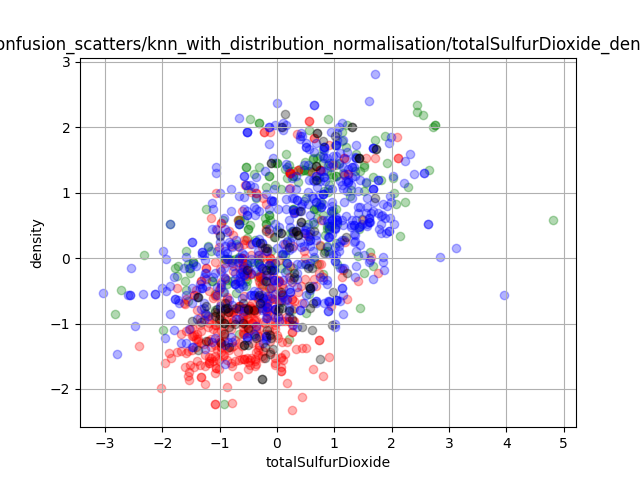 onfusion_scatters/knn_with_distribution_normalisation/totalSulfurDioxide_den
3
2
1
0
−1
−2
density
−3 −2 −1 0 1 2 3 4 5
totalSulfurDioxide